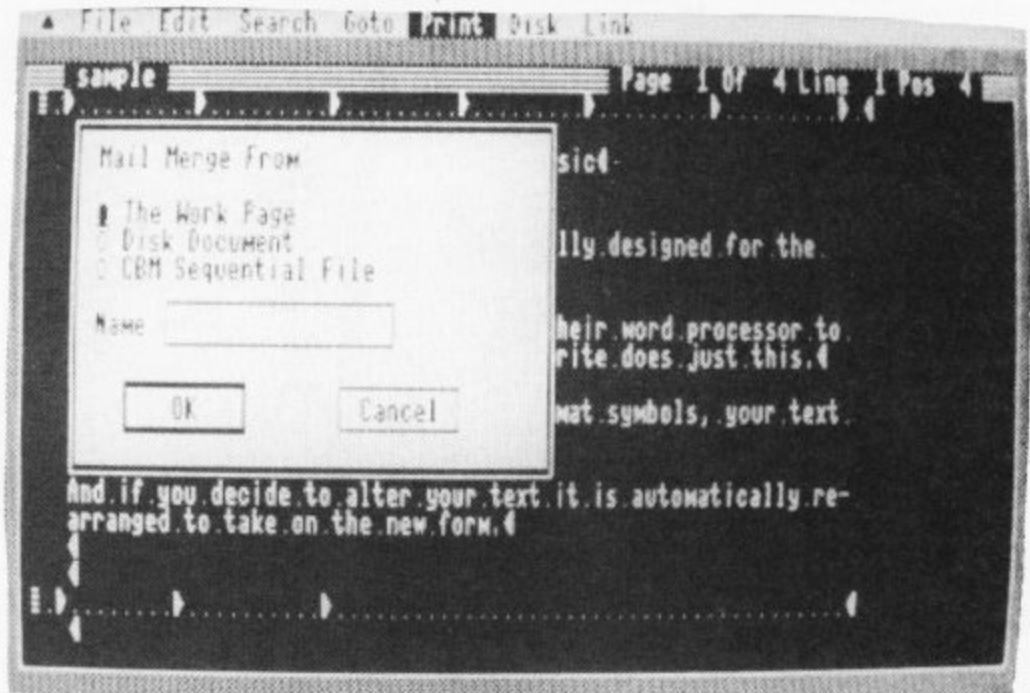 File Edit Search Goto Print Disk Link
sample Page 1 Of 4 Line 1 Pos 4
Mail Merge From
sic
The Work Page
Disk Document
lly.designed.for.the.
CBM Sequential File
Name
heir.word.processor.to.
rite.does.just.this.
OK Cancel
mat.symbols,.your.text.
And.if.you.decide.to.alter.your.text.it.is.automatically.re-
arranged.to.take.on.the.new.form.